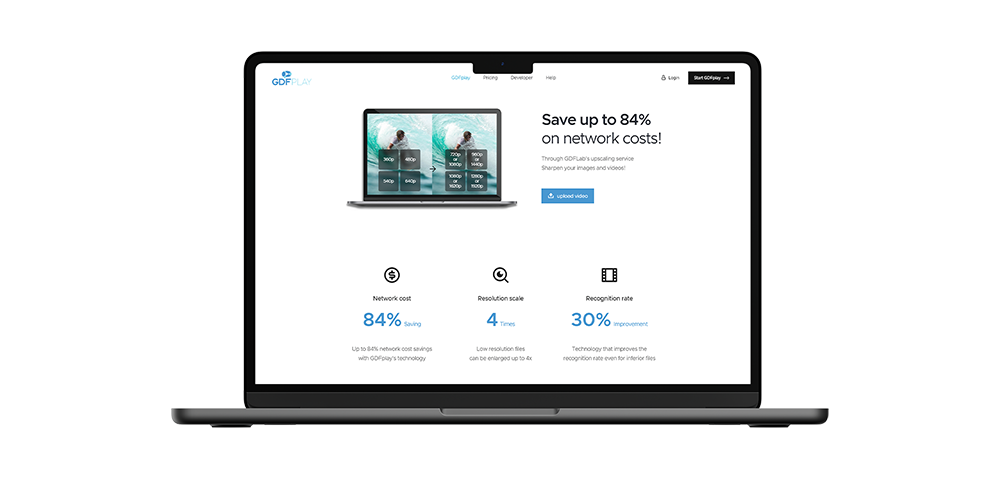 GDFPLAY
GDFplay Pricing Developer Help
Login
Start GDFplay
360p 480p
540p 640p
720p or 1080p
960p or 1440p
1080p or 1620p
1280p or 1920p
Save up to 84%
on network costs!
Through GDFLab's upscaling service
Sharpen your images and videos!
upload video
Network cost
84% Saving
Up to 84% network cost savings
with GDFplay's technology
Resolution scale
4 Times
Low resolution files
can be enlarged up to 4x
Recognition rate
30% Improvement
Technology that improves the
recognition rate even for inferior files